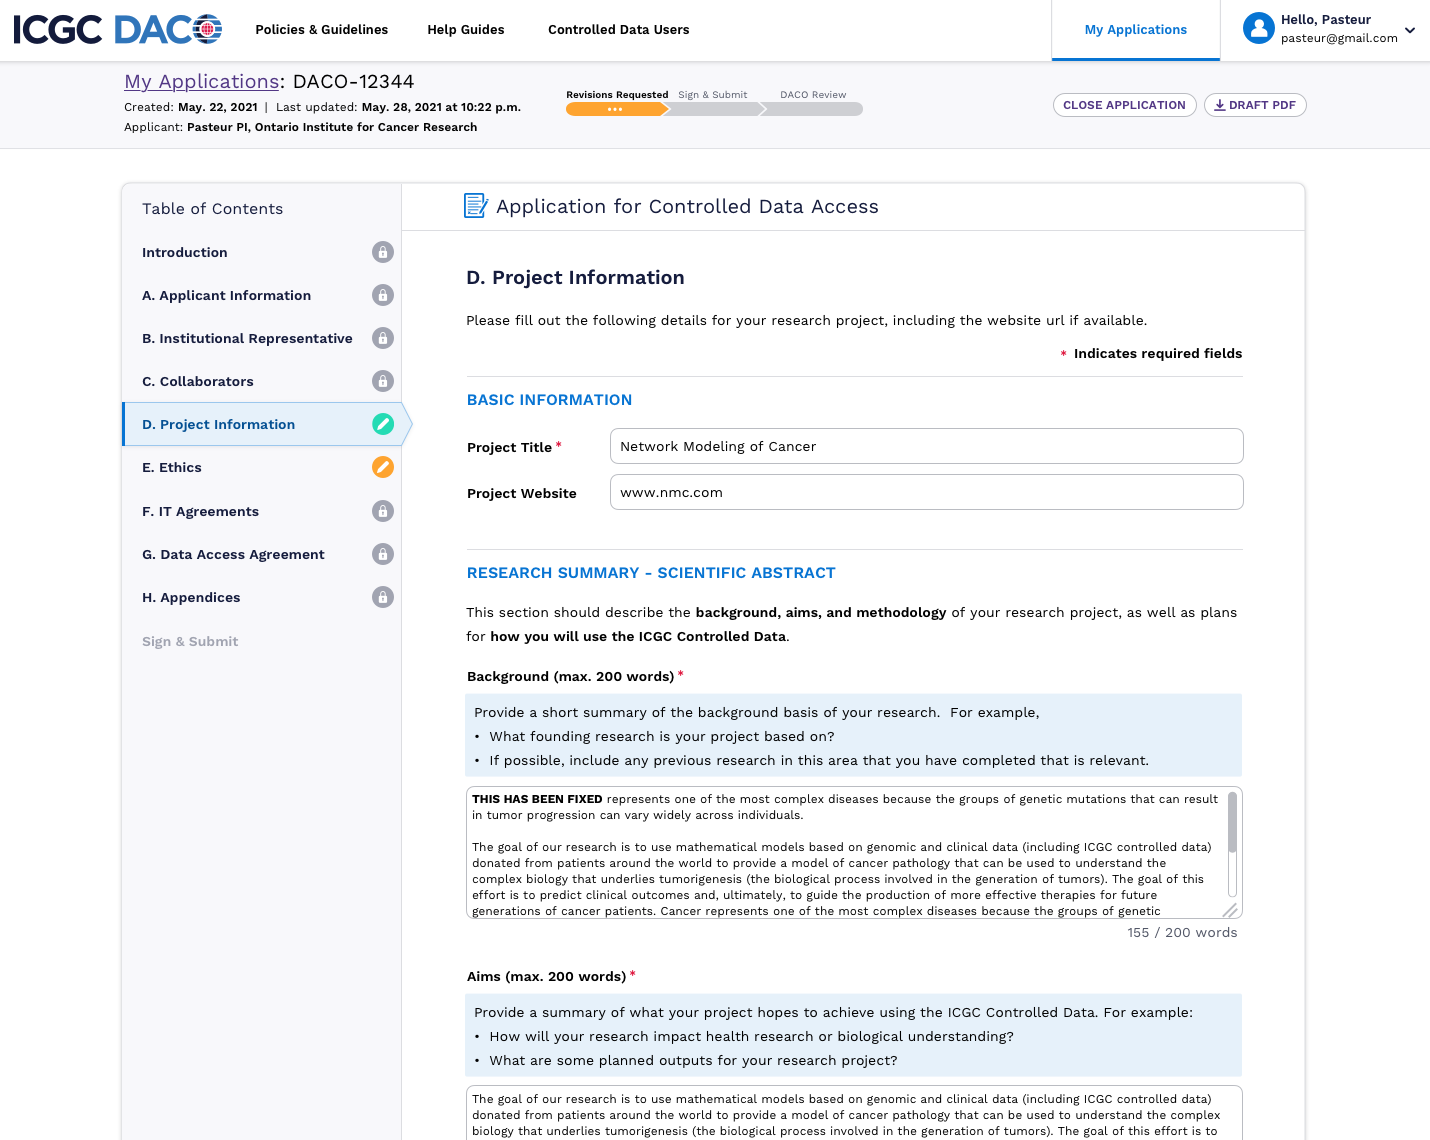 ICGC DACO
Policies & Guidelines
Help Guides
Controlled Data Users
My Applications
Hello, Pasteur
pasteur@gmail.com
My Applications: DACO-12344
Created: May. 22, 2021 | Last updated: May. 28, 2021 at 10:22 p.m.
Applicant: Pasteur PI, Ontario Institute for Cancer Research
Revisions Requested
Sign & Submit
DACO Review
CLOSE APPLICATION
DRAFT PDF
Table of Contents
Introduction
A. Applicant Information
B. Institutional Representative
C. Collaborators
D. Project Information
E. Ethics
F. IT Agreements
G. Data Access Agreement
H. Appendices
Sign & Submit
Application for Controlled Data Access
D. Project Information
Please fill out the following details for your research project, including the website url if available.
* Indicates required fields
BASIC INFORMATION
Project Title *
Network Modeling of Cancer
Project Website
www.nmc.com
RESEARCH SUMMARY - SCIENTIFIC ABSTRACT
This section should describe the background, aims, and methodology of your research project, as well as plans
for how you will use the ICGC Controlled Data.
Background (max. 200 words) *
Provide a short summary of the background basis of your research. For example,
• What founding research is your project based on?
• If possible, include any previous research in this area that you have completed that is relevant.
THIS HAS BEEN FIXED represents one of the most complex diseases because the groups of genetic mutations that can result
in tumor progression can vary widely across individuals.
The goal of our research is to use mathematical models based on genomic and clinical data (including ICGC controlled data)
donated from patients around the world to provide a model of cancer pathology that can be used to understand the
complex biology that underlies tumorigenesis (the biological process involved in the generation of tumors). The goal of this
effort is to predict clinical outcomes and, ultimately, to guide the production of more effective therapies for future
generations of cancer patients. Cancer represents one of the most complex diseases because the groups of genetic
155 / 200 words
Aims (max. 200 words) *
Provide a summary of what your project hopes to achieve using the ICGC Controlled Data. For example:
• How will your research impact health research or biological understanding?
• What are some planned outputs for your research project?
The goal of our research is to use mathematical models based on genomic and clinical data (including ICGC controlled data)
donated from patients around the world to provide a model of cancer pathology that can be used to understand the complex
biology that underlies tumorigenesis (the biological process involved in the generation of tumors). The goal of this effort is to